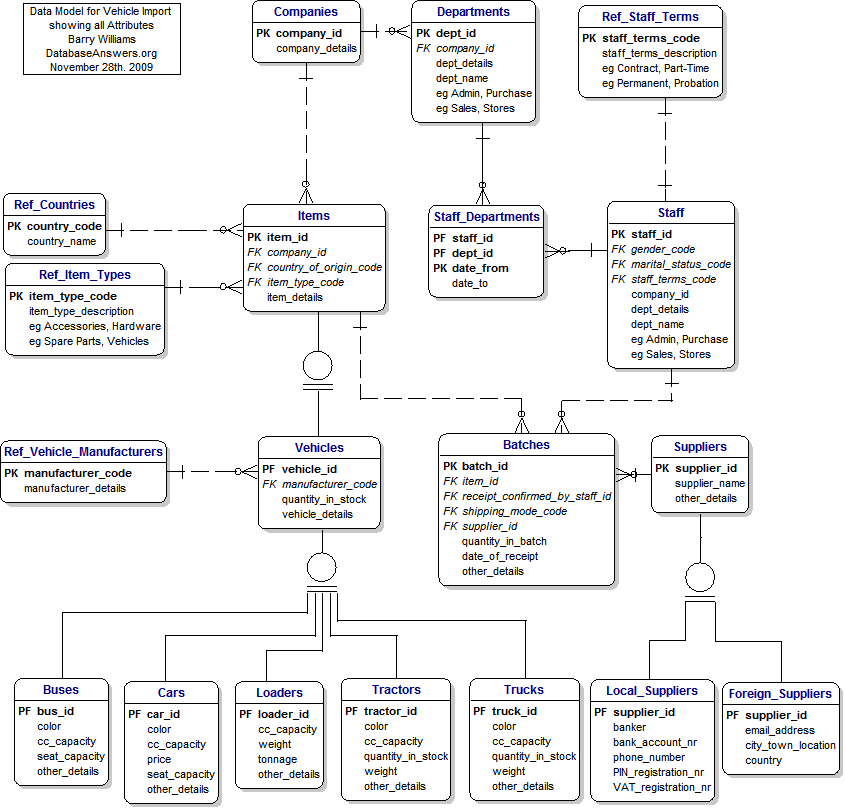 Data Model for Vehicle Import
showing all Attributes
Barry Williams
DatabaseAnswers.org
November 28th. 2009
Companies
PK company_id
company_details
Departments
PK dept_id
FK company_id
dept_details
dept_name
eg Admin, Purchase
eg Sales, Stores
Ref_Staff_Terms
PK staff_terms_code
staff_terms_description
eg Contract, Part-Time
eg Permanent, Probation
Ref_Countries
PK country_code
country_name
Ref_Item_Types
PK item_type_code
item_type_description
eg Accessories, Hardware
eg Spare Parts, Vehicles
Items
PK item_id
FK company_id
FK country_of_origin_code
FK item_type_code
item_details
Staff_Departments
PF staff_id
PF dept_id
PK date_from
date_to
Staff
PK staff_id
FK gender_code
FK marital_status_code
FK staff_terms_code
company_id
dept_details
dept_name
eg Admin, Purchase
eg Sales, Stores
Ref_Vehicle_Manufacturers
PK manufacturer_code
manufacturer_details
Vehicles
PF vehicle_id
FK manufacturer_code
quantity_in_stock
vehicle_details
Batches
PK batch_id
FK item_id
FK receipt_confirmed_by_staff_id
FK shipping_mode_code
FK supplier_id
quantity_in_batch
date_of_receipt
other_details
Suppliers
PK supplier_id
supplier_name
other_details
Buses
PF bus_id
color
cc_capacity
seat_capacity
other_details
Cars
PF car_id
color
cc_capacity
price
seat_capacity
other_details
Loaders
PF loader_id
cc_capacity
weight
tonnage
other_details
Tractors
PF tractor_id
color
cc_capacity
quantity_in_stock
weight
other_details
Trucks
PF truck_id
color
cc_capacity
quantity_in_stock
weight
other_details
Local_Suppliers
PF supplier_id
banker
bank_account_nr
phone_number
PIN_registration_nr
VAT_registration_nr
Foreign_Suppliers
PF supplier_id
email_address
city_town_location
country